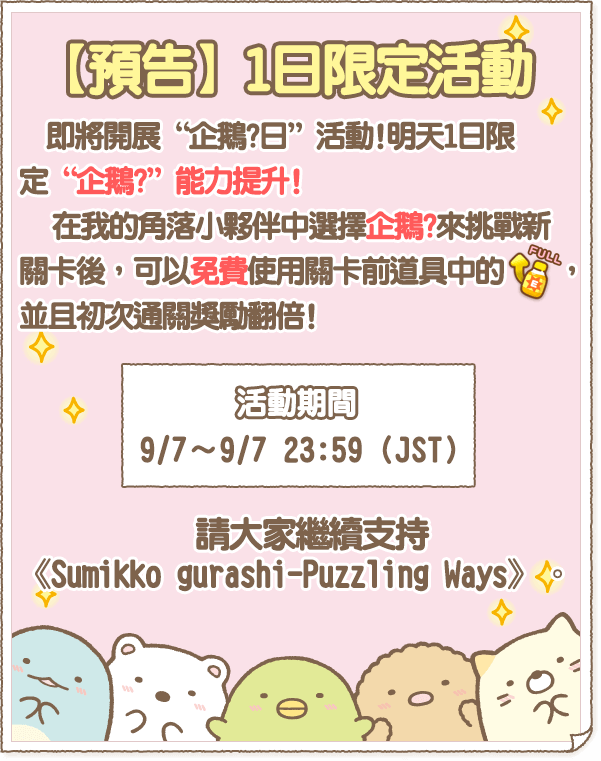 【預告】1日限定活動
即將開展“企鵝?日”活動!明天1日限
定“企鵝?”能力提升!
在我的角落小夥伴中選擇企鵝?來挑戰新
關卡後，可以免費使用關卡前道具中的 FULL E ，
並且初次通關獎勵翻倍!
活動期間
9/7～9/7 23:59 (JST)
請大家繼續支持
《Sumikko gurashi-Puzzling Ways》。